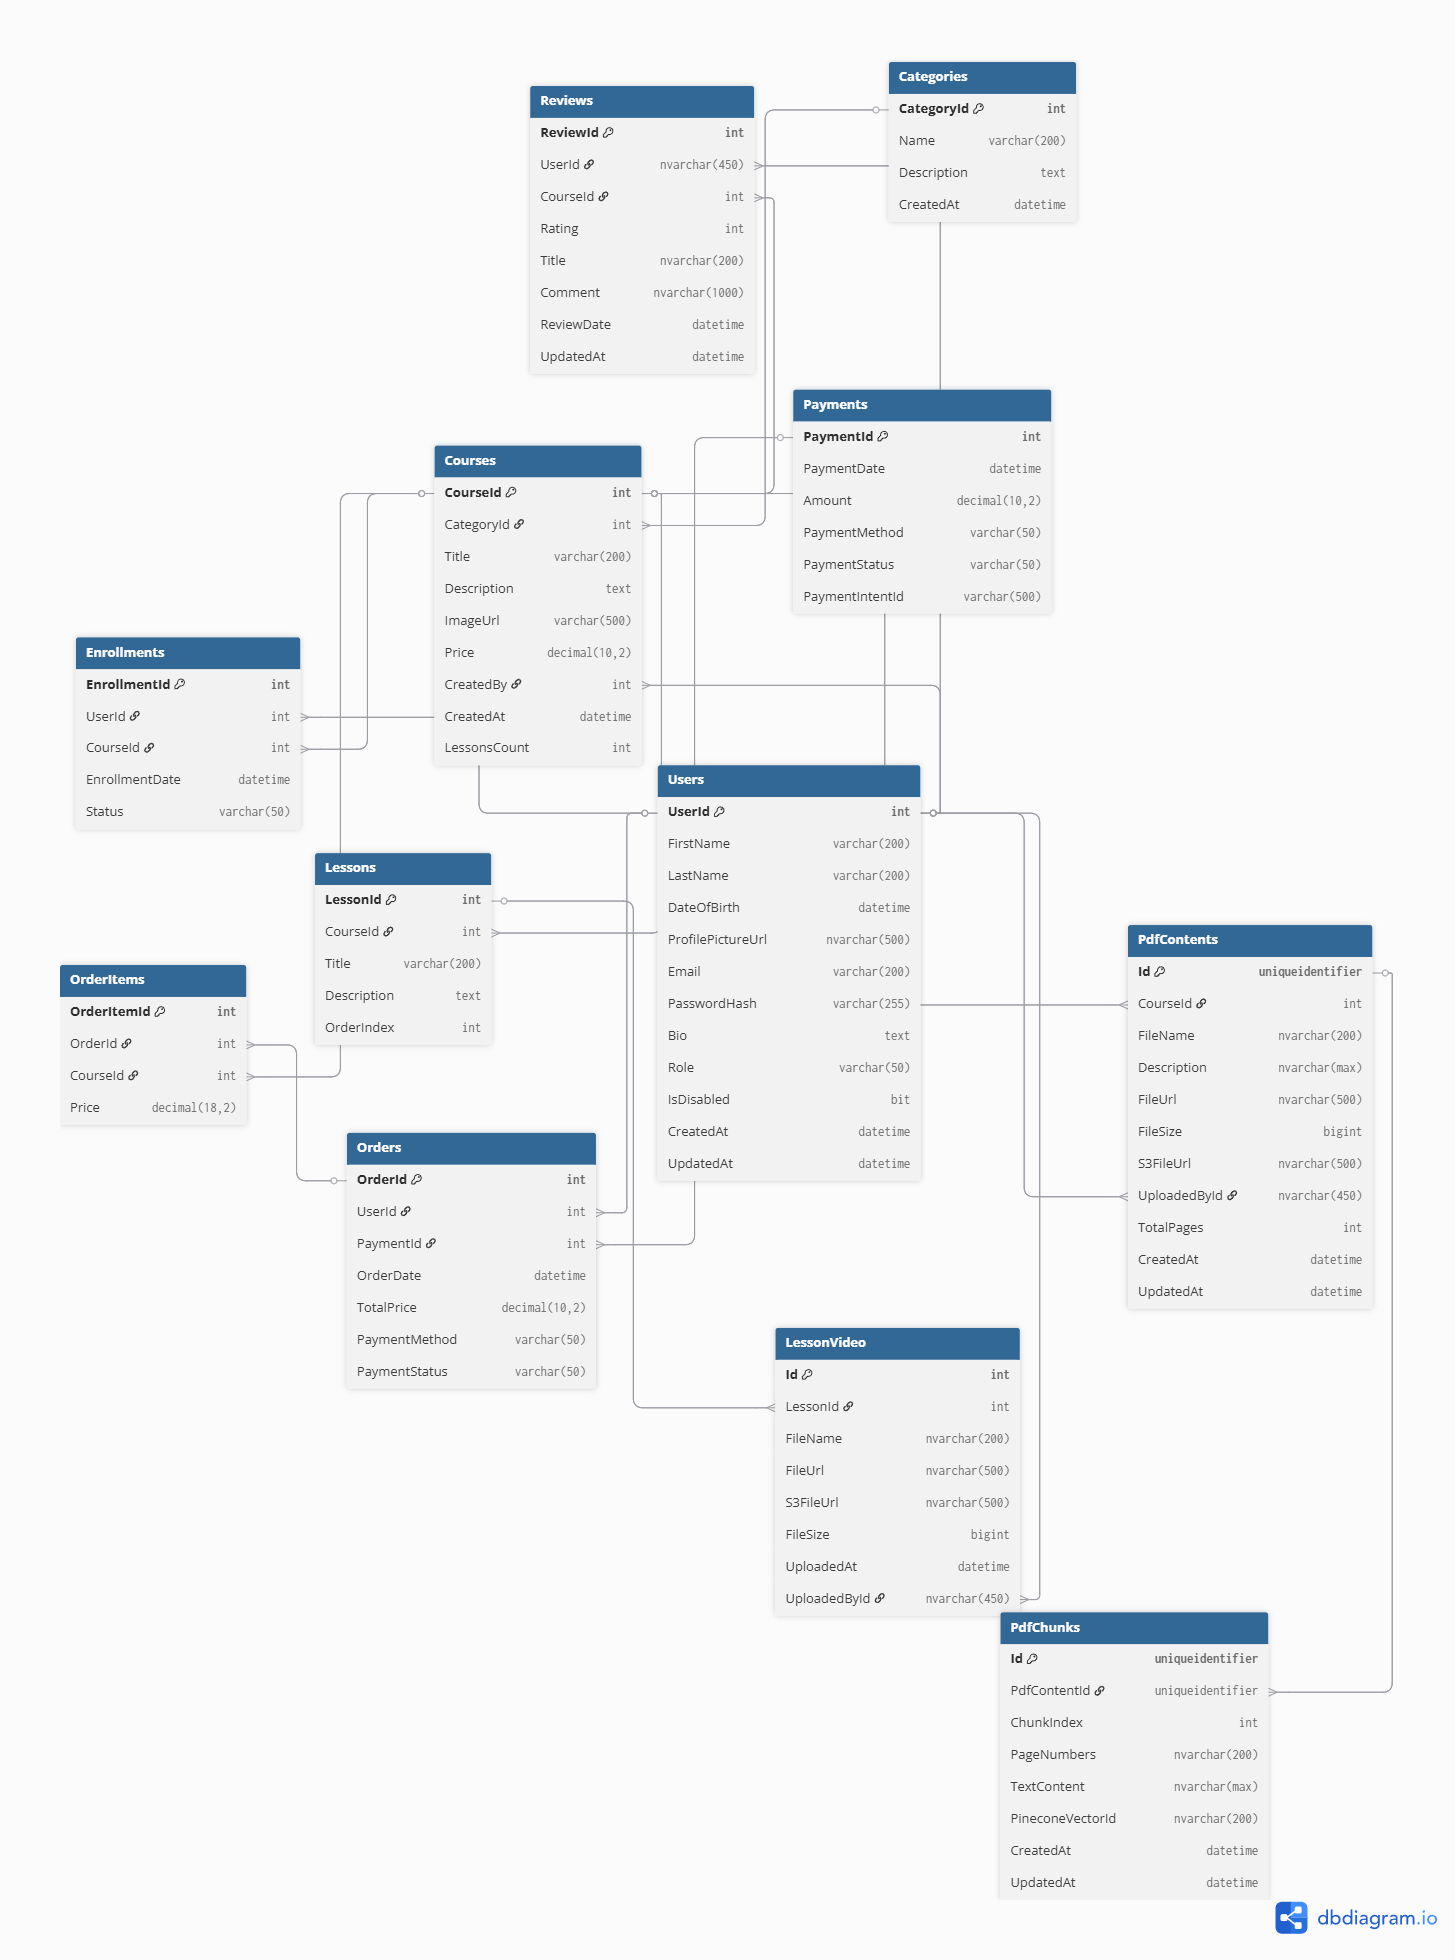 Categories
CategoryId int
Name varchar(200)
Description text
CreatedAt datetime
Reviews
ReviewId int
UserId nvarchar(450)
CourseId int
Rating int
Title nvarchar(200)
Comment nvarchar(1000)
ReviewDate datetime
UpdatedAt datetime
Payments
PaymentId int
PaymentDate datetime
Amount decimal(10,2)
PaymentMethod varchar(50)
PaymentStatus varchar(50)
PaymentIntentId varchar(500)
Courses
CourseId int
CategoryId int
Title varchar(200)
Description text
ImageUrl varchar(500)
Price decimal(10,2)
CreatedBy int
CreatedAt datetime
LessonsCount int
Enrollments
EnrollmentId int
UserId int
CourseId int
EnrollmentDate datetime
Status varchar(50)
Users
UserId int
FirstName varchar(200)
LastName varchar(200)
DateOfBirth datetime
ProfilePictureUrl nvarchar(500)
Email varchar(200)
PasswordHash varchar(255)
Bio text
Role varchar(50)
IsDisabled bit
CreatedAt datetime
UpdatedAt datetime
Lessons
LessonId int
CourseId int
Title varchar(200)
Description text
OrderIndex int
PdfContents
Id uniqueidentifier
CourseId int
FileName nvarchar(200)
Description nvarchar(max)
FileUrl nvarchar(500)
FileSize bigint
S3FileUrl nvarchar(500)
UploadedById nvarchar(450)
TotalPages int
CreatedAt datetime
UpdatedAt datetime
OrderItems
OrderItemId int
OrderId int
CourseId int
Price decimal(18,2)
Orders
OrderId int
UserId int
PaymentId int
OrderDate datetime
TotalPrice decimal(10,2)
PaymentMethod varchar(50)
PaymentStatus varchar(50)
LessonVideo
Id int
LessonId int
FileName nvarchar(200)
FileUrl nvarchar(500)
S3FileUrl nvarchar(500)
FileSize bigint
UploadedAt datetime
UploadedById nvarchar(450)
PdfChunks
Id uniqueidentifier
PdfContentId uniqueidentifier
ChunkIndex int
PageNumbers nvarchar(200)
TextContent nvarchar(max)
PineconeVectorId nvarchar(200)
CreatedAt datetime
UpdatedAt datetime
dbdiagram.io